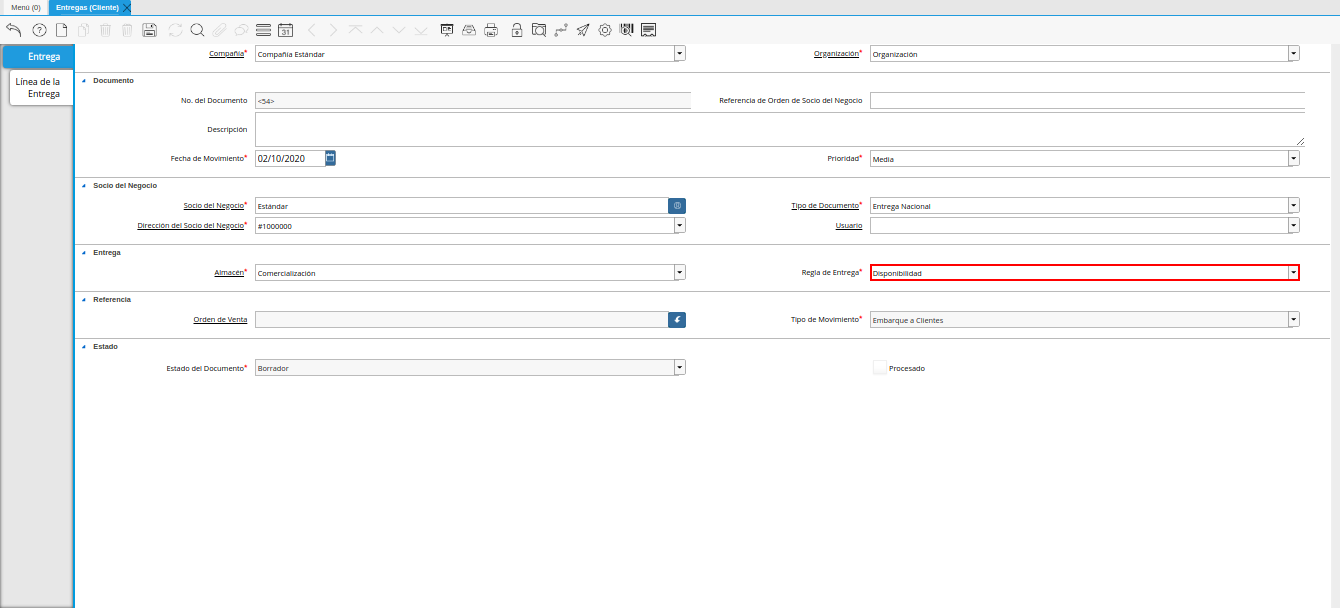 Menú (0) Entregas (Cliente)
31
Entrega
Línea de la
Entrega
Compañía* Compañía Estándar Organización* Organización
Documento
No. del Documento <54> Referencia de Orden de Socio del Negocio
Descripción
Fecha de Movimiento* 02/10/2020 Prioridad* Media
Socio del Negocio
Socio del Negocio* Estándar Tipo de Documento* Entrega Nacional
Dirección del Socio del Negocio* #1000000 Usuario
Entrega
Almacén* Comercialización Regla de Entrega* Disponibilidad
Referencia
Orden de Venta Tipo de Movimiento* Embarque a Clientes
Estado
Estado del Documento* Borrador Procesado